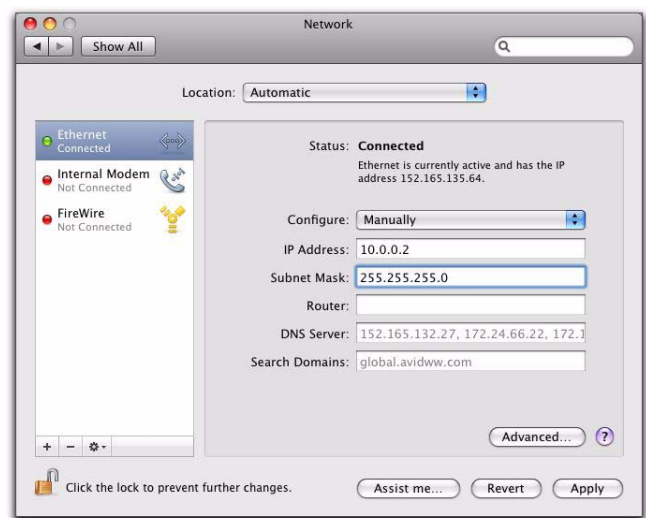 Network
Show All
Location: Automatic
Ethernet
Connected
Internal Modem
Not Connected
FireWire
Not Connected
Status: Connected
Ethernet is currently active and has the IP
address 152.165.135.64.
Configure: Manually
IP Address: 10.0.0.2
Subnet Mask: 255.255.255.0
Router:
DNS Server: 152.165.132.27, 172.24.66.22, 172.1
Search Domains: global.avidww.com
+ −
Advanced... ?
Click the lock to prevent further changes.
Assist me... Revert Apply